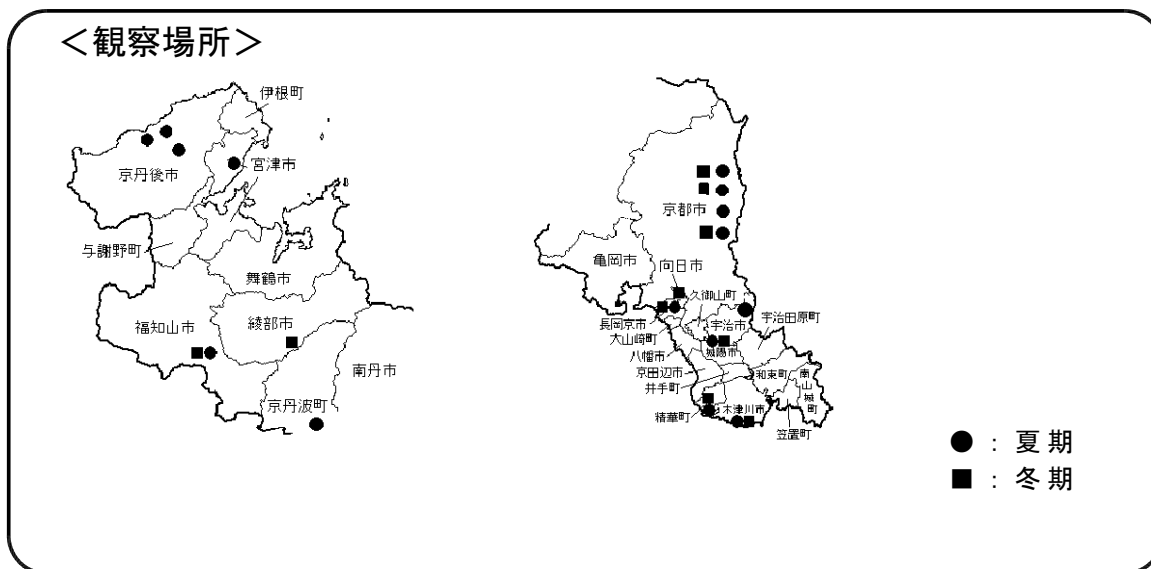 ＜観察場所＞
伊根町
宮津市
京丹後市
与謝野町
舞鶴市
福知山市
綾部市
南丹市
京丹波町
京都市
亀岡市
向日市
久御山町
長岡京市
宇治市
宇治田原町
大山崎町
城陽市
八幡市
京田辺市
井手町
和束町
南山城町
精華町
木津川市
笠置町
● ： 夏 期
■ ： 冬 期